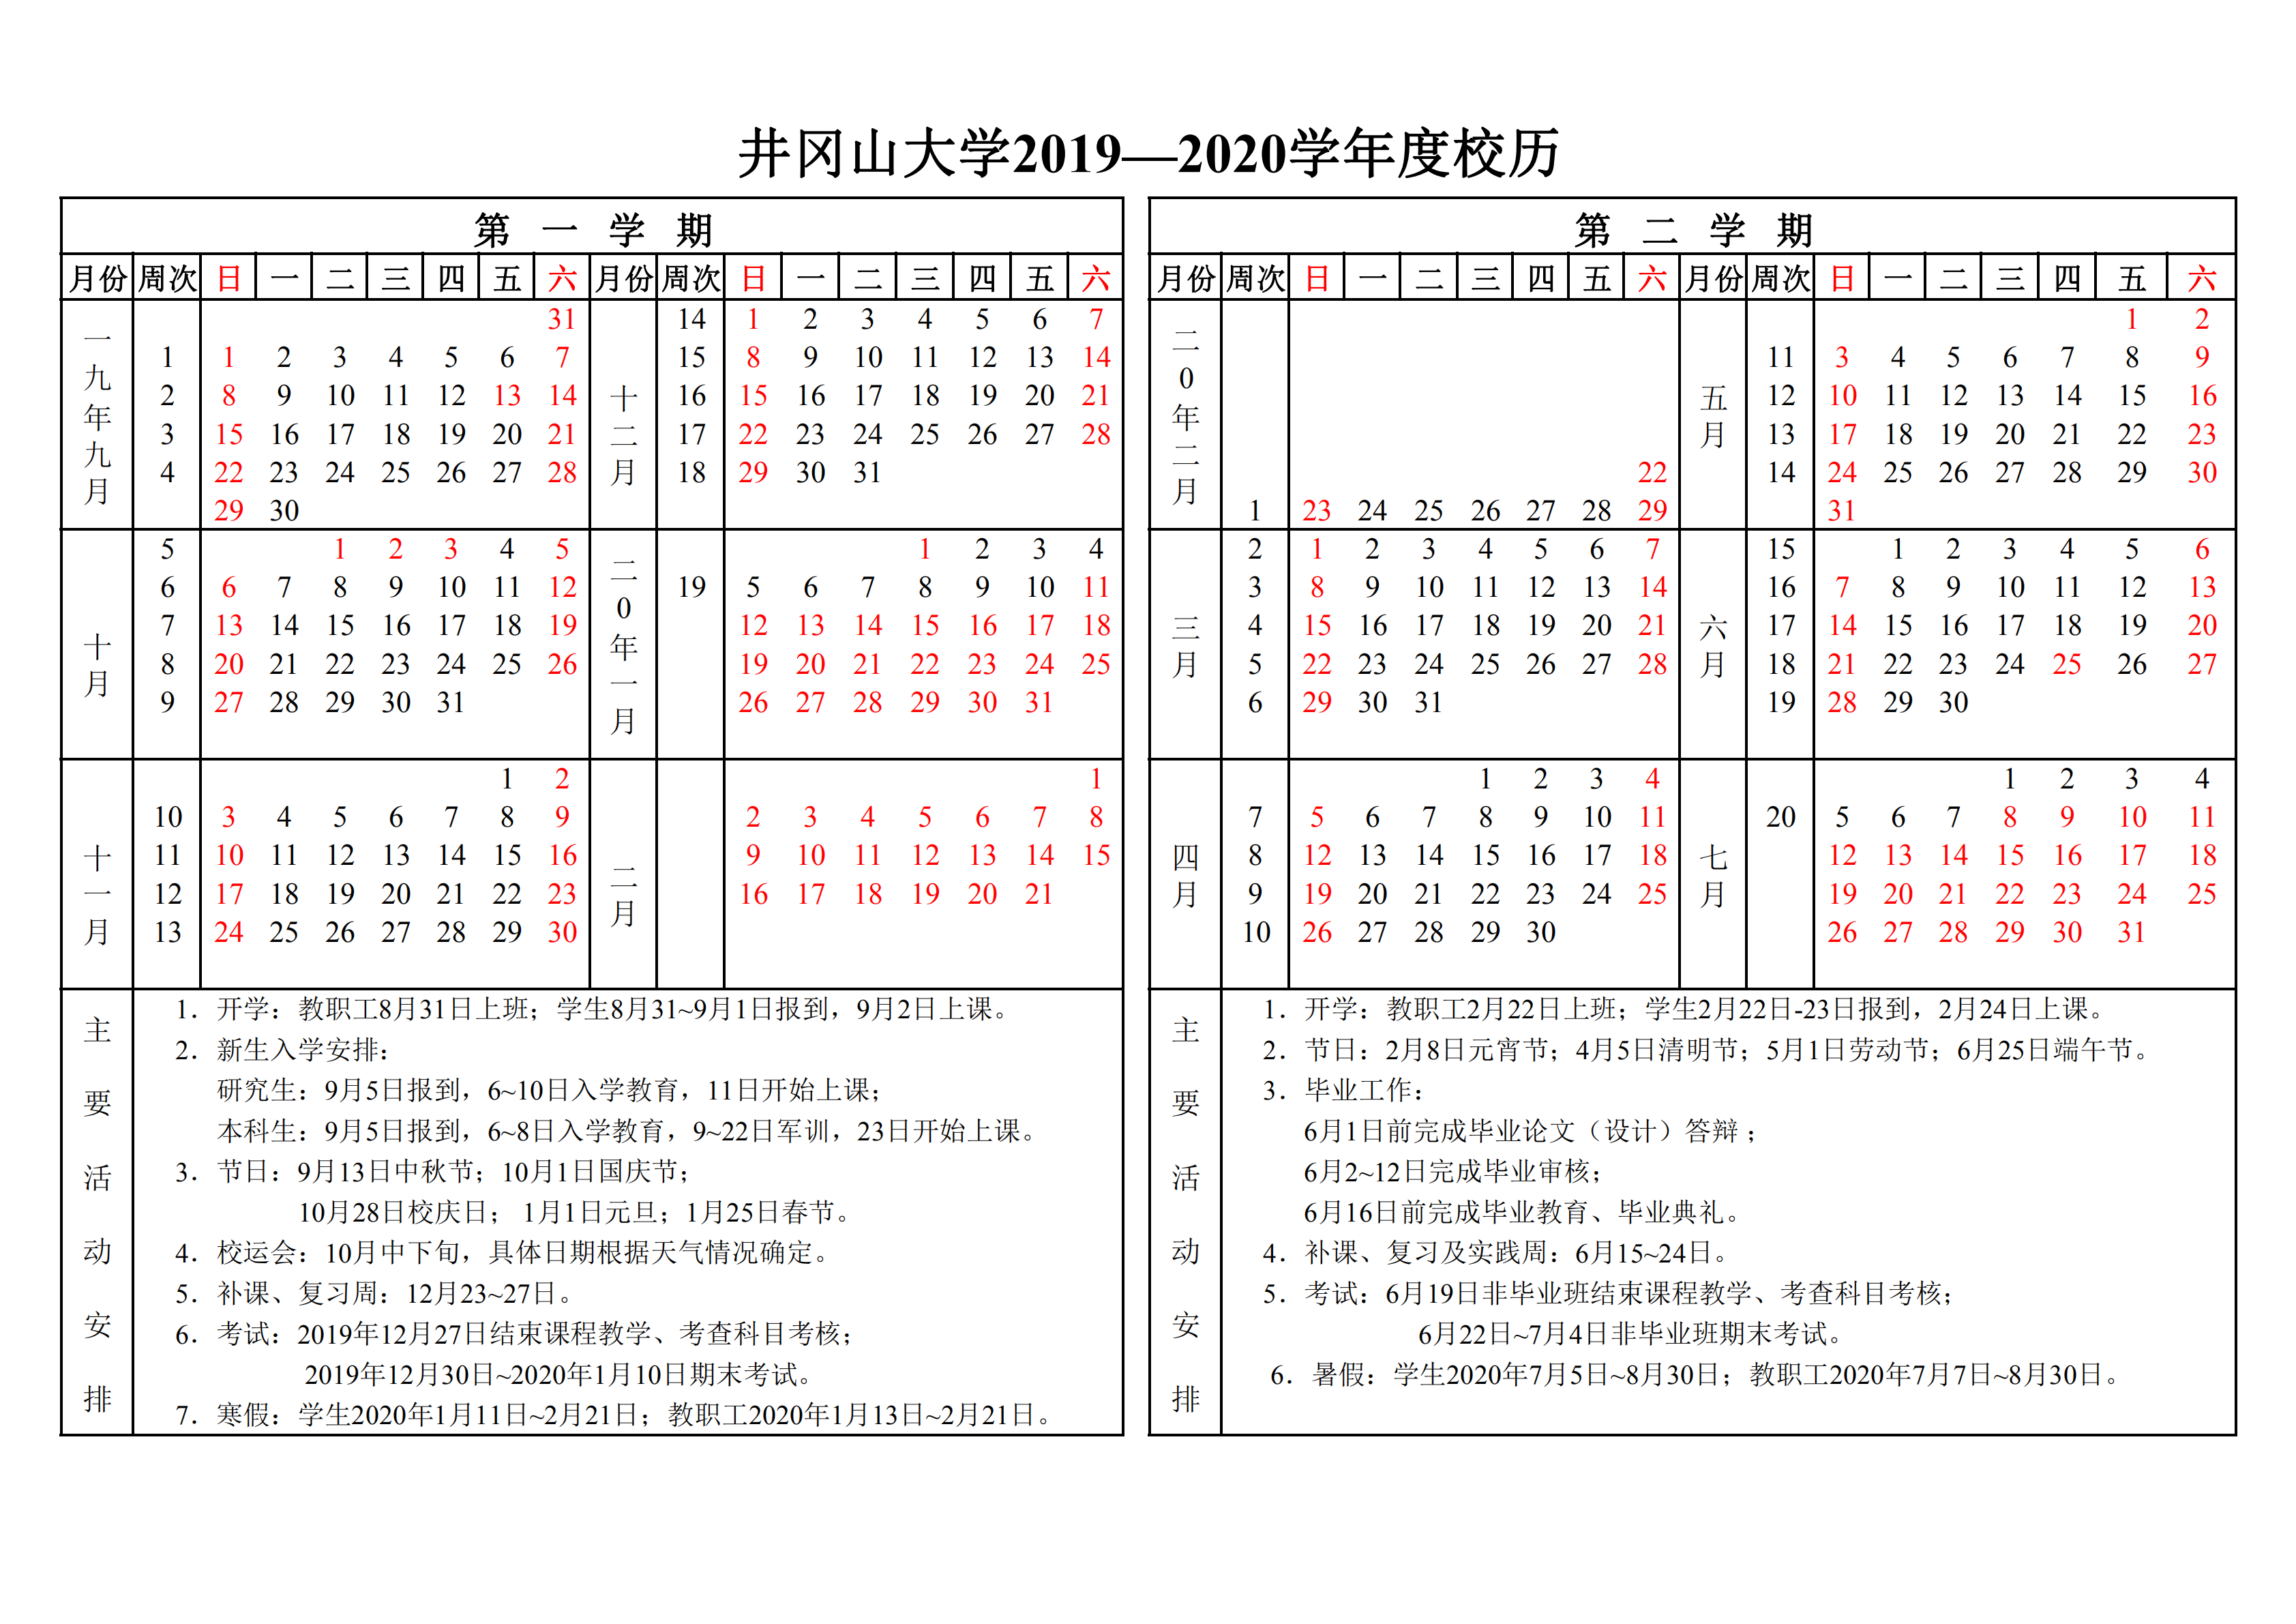 井冈山大学2019—2020学年度校历
第 一 学 期
月份 周次 日 一 二 三 四 五 六 月份 周次 日 一 二 三 四 五 六
一九年九月
31
1 1 2 3 4 5 6 7
2 8 9 10 11 12 13 14
3 15 16 17 18 19 20 21
4 22 23 24 25 26 27 28
29 30
十二月
14 1 2 3 4 5 6 7
15 8 9 10 11 12 13 14
16 15 16 17 18 19 20 21
17 22 23 24 25 26 27 28
18 29 30 31
十月
5 1 2 3 4 5
6 6 7 8 9 10 11 12
7 13 14 15 16 17 18 19
8 20 21 22 23 24 25 26
9 27 28 29 30 31
二0年一月
1 2 3 4
19 5 6 7 8 9 10 11
12 13 14 15 16 17 18
19 20 21 22 23 24 25
26 27 28 29 30 31
十一月
1 2
10 3 4 5 6 7 8 9
11 10 11 12 13 14 15 16
12 17 18 19 20 21 22 23
13 24 25 26 27 28 29 30
二月
1
2 3 4 5 6 7 8
9 10 11 12 13 14 15
16 17 18 19 20 21
主要活动安排
1. 开学：教职工8月31日上班；学生8月31~9月1日报到，9月2日上课。
2. 新生入学安排：
研究生：9月5日报到，6~10日入学教育，11日开始上课；
本科生：9月5日报到，6~8日入学教育，9~22日军训，23日开始上课。
3. 节日：9月13日中秋节；10月1日国庆节；
10月28日校庆日； 1月1日元旦；1月25日春节。
4. 校运会：10月中下旬，具体日期根据天气情况确定。
5. 补课、复习周：12月23~27日。
6. 考试：2019年12月27日结束课程教学、考查科目考核；
2019年12月30日~2020年1月10日期末考试。
7. 寒假：学生2020年1月11日~2月21日；教职工2020年1月13日~2月21日。
第 二 学 期
月份 周次 日 一 二 三 四 五 六 月份 周次 日 一 二 三 四 五 六
二0年二月
22
1 23 24 25 26 27 28 29
五月
1 2
11 3 4 5 6 7 8 9
12 10 11 12 13 14 15 16
13 17 18 19 20 21 22 23
14 24 25 26 27 28 29 30
31
三月
2 1 2 3 4 5 6 7
3 8 9 10 11 12 13 14
4 15 16 17 18 19 20 21
5 22 23 24 25 26 27 28
6 29 30 31
六月
15 1 2 3 4 5 6
16 7 8 9 10 11 12 13
17 14 15 16 17 18 19 20
18 21 22 23 24 25 26 27
19 28 29 30
四月
1 2 3 4
7 5 6 7 8 9 10 11
8 12 13 14 15 16 17 18
9 19 20 21 22 23 24 25
10 26 27 28 29 30
七月
1 2 3 4
20 5 6 7 8 9 10 11
12 13 14 15 16 17 18
19 20 21 22 23 24 25
26 27 28 29 30 31
主要活动安排
1. 开学：教职工2月22日上班；学生2月22日-23日报到，2月24日上课。
2. 节日：2月8日元宵节；4月5日清明节；5月1日劳动节；6月25日端午节。
3. 毕业工作：
6月1日前完成毕业论文（设计）答辩；
6月2~12日完成毕业审核；
6月16日前完成毕业教育、毕业典礼。
4. 补课、复习及实践周：6月15~24日。
5. 考试：6月19日非毕业班结束课程教学、考查科目考核；
6月22日~7月4日非毕业班期末考试。
6. 暑假：学生2020年7月5日~8月30日；教职工2020年7月7日~8月30日。